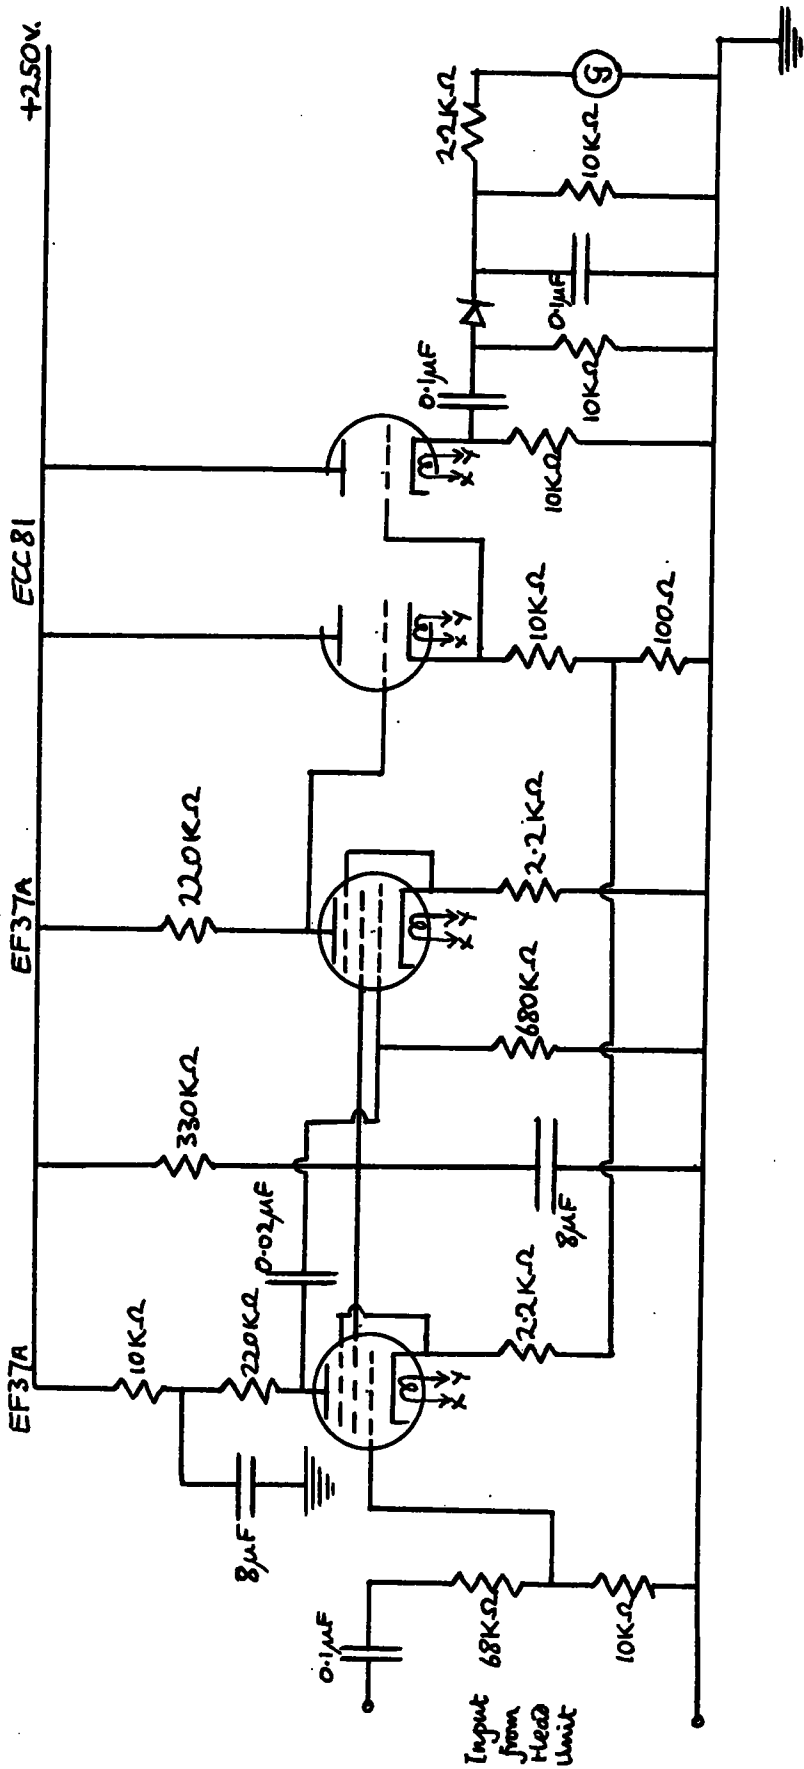 EF37A
EF37A
ECC81
+250V.
10KΩ
330KΩ
220KΩ
8µF
220KΩ
0.02µF
0.1µF
0.1µF
2.2KΩ
X Y
X Y
X Y
X Y
Input
from
Head
Unit
68KΩ
2.2KΩ
680KΩ
2.2KΩ
10KΩ
10KΩ
8µF
0.1µF
10KΩ
10KΩ
G
10KΩ
100Ω